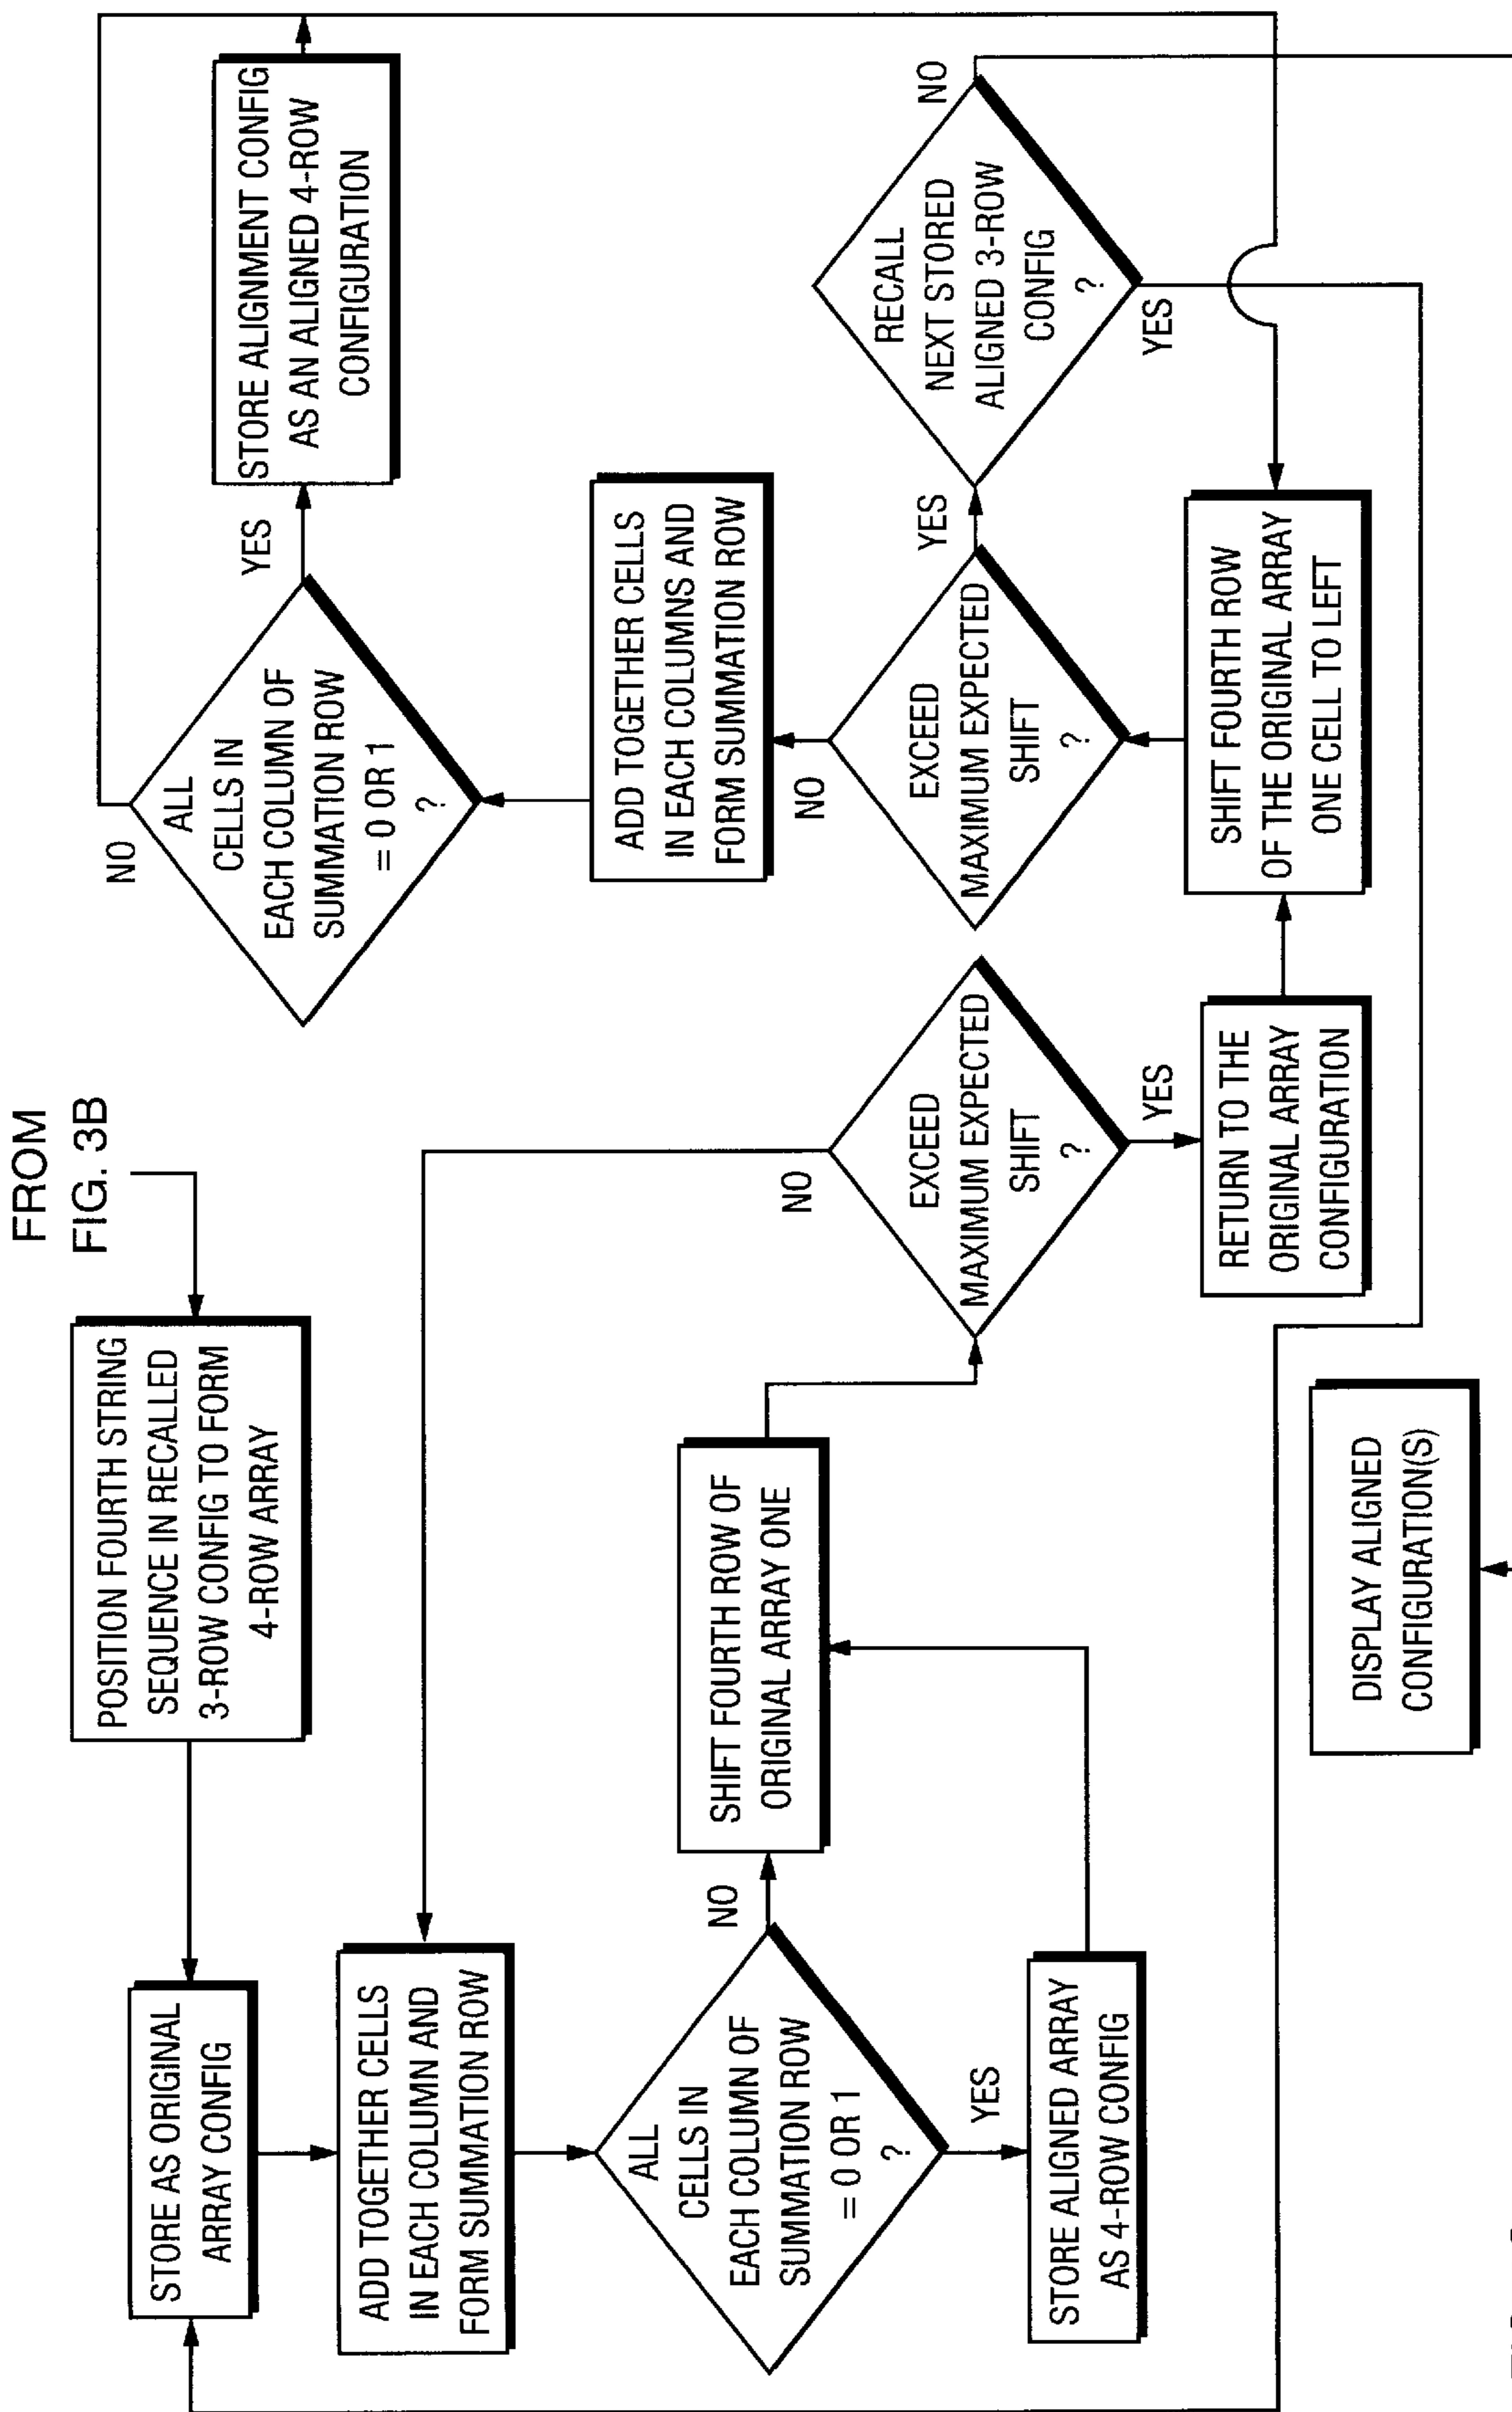 FROM
FIG. 3B
POSITION FOURTH STRING
SEQUENCE IN RECALLED
3-ROW CONFIG TO FORM
4-ROW ARRAY
STORE AS ORIGINAL
ARRAY CONFIG
ADD TOGETHER CELLS
IN EACH COLUMN AND
FORM SUMMATION ROW
ALL
CELLS IN
EACH COLUMN OF
SUMMATION ROW
= 0 OR 1
?
NO
YES
STORE ALIGNED ARRAY
AS 4-ROW CONFIG
SHIFT FOURTH ROW OF
ORIGINAL ARRAY ONE
EXCEED
MAXIMUM EXPECTED
SHIFT
?
NO
YES
RETURN TO THE
ORIGINAL ARRAY
CONFIGURATION
SHIFT FOURTH ROW
OF THE ORIGINAL ARRAY
ONE CELL TO LEFT
EXCEED
MAXIMUM EXPECTED
SHIFT
?
NO
YES
ADD TOGETHER CELLS
IN EACH COLUMNS AND
FORM SUMMATION ROW
ALL
CELLS IN
EACH COLUMN OF
SUMMATION ROW
= 0 OR 1
?
NO
YES
STORE ALIGNMENT CONFIG
AS AN ALIGNED 4-ROW
CONFIGURATION
RECALL
NEXT STORED
ALIGNED 3-ROW
CONFIG
?
NO
YES
DISPLAY ALIGNED
CONFIGURATION(S)